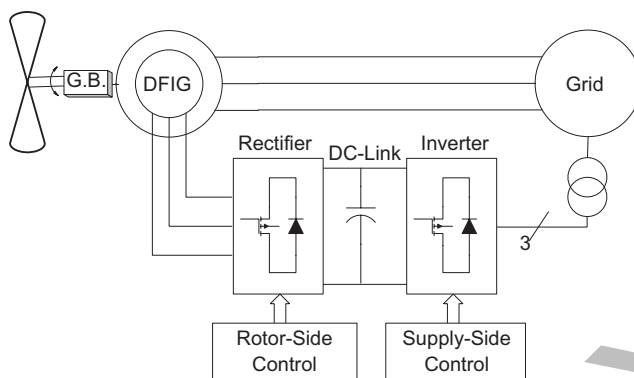 G.B.
DFIG
Grid
Rectifier
DC-Link
Inverter
3
Rotor-Side
Control
Supply-Side
Control